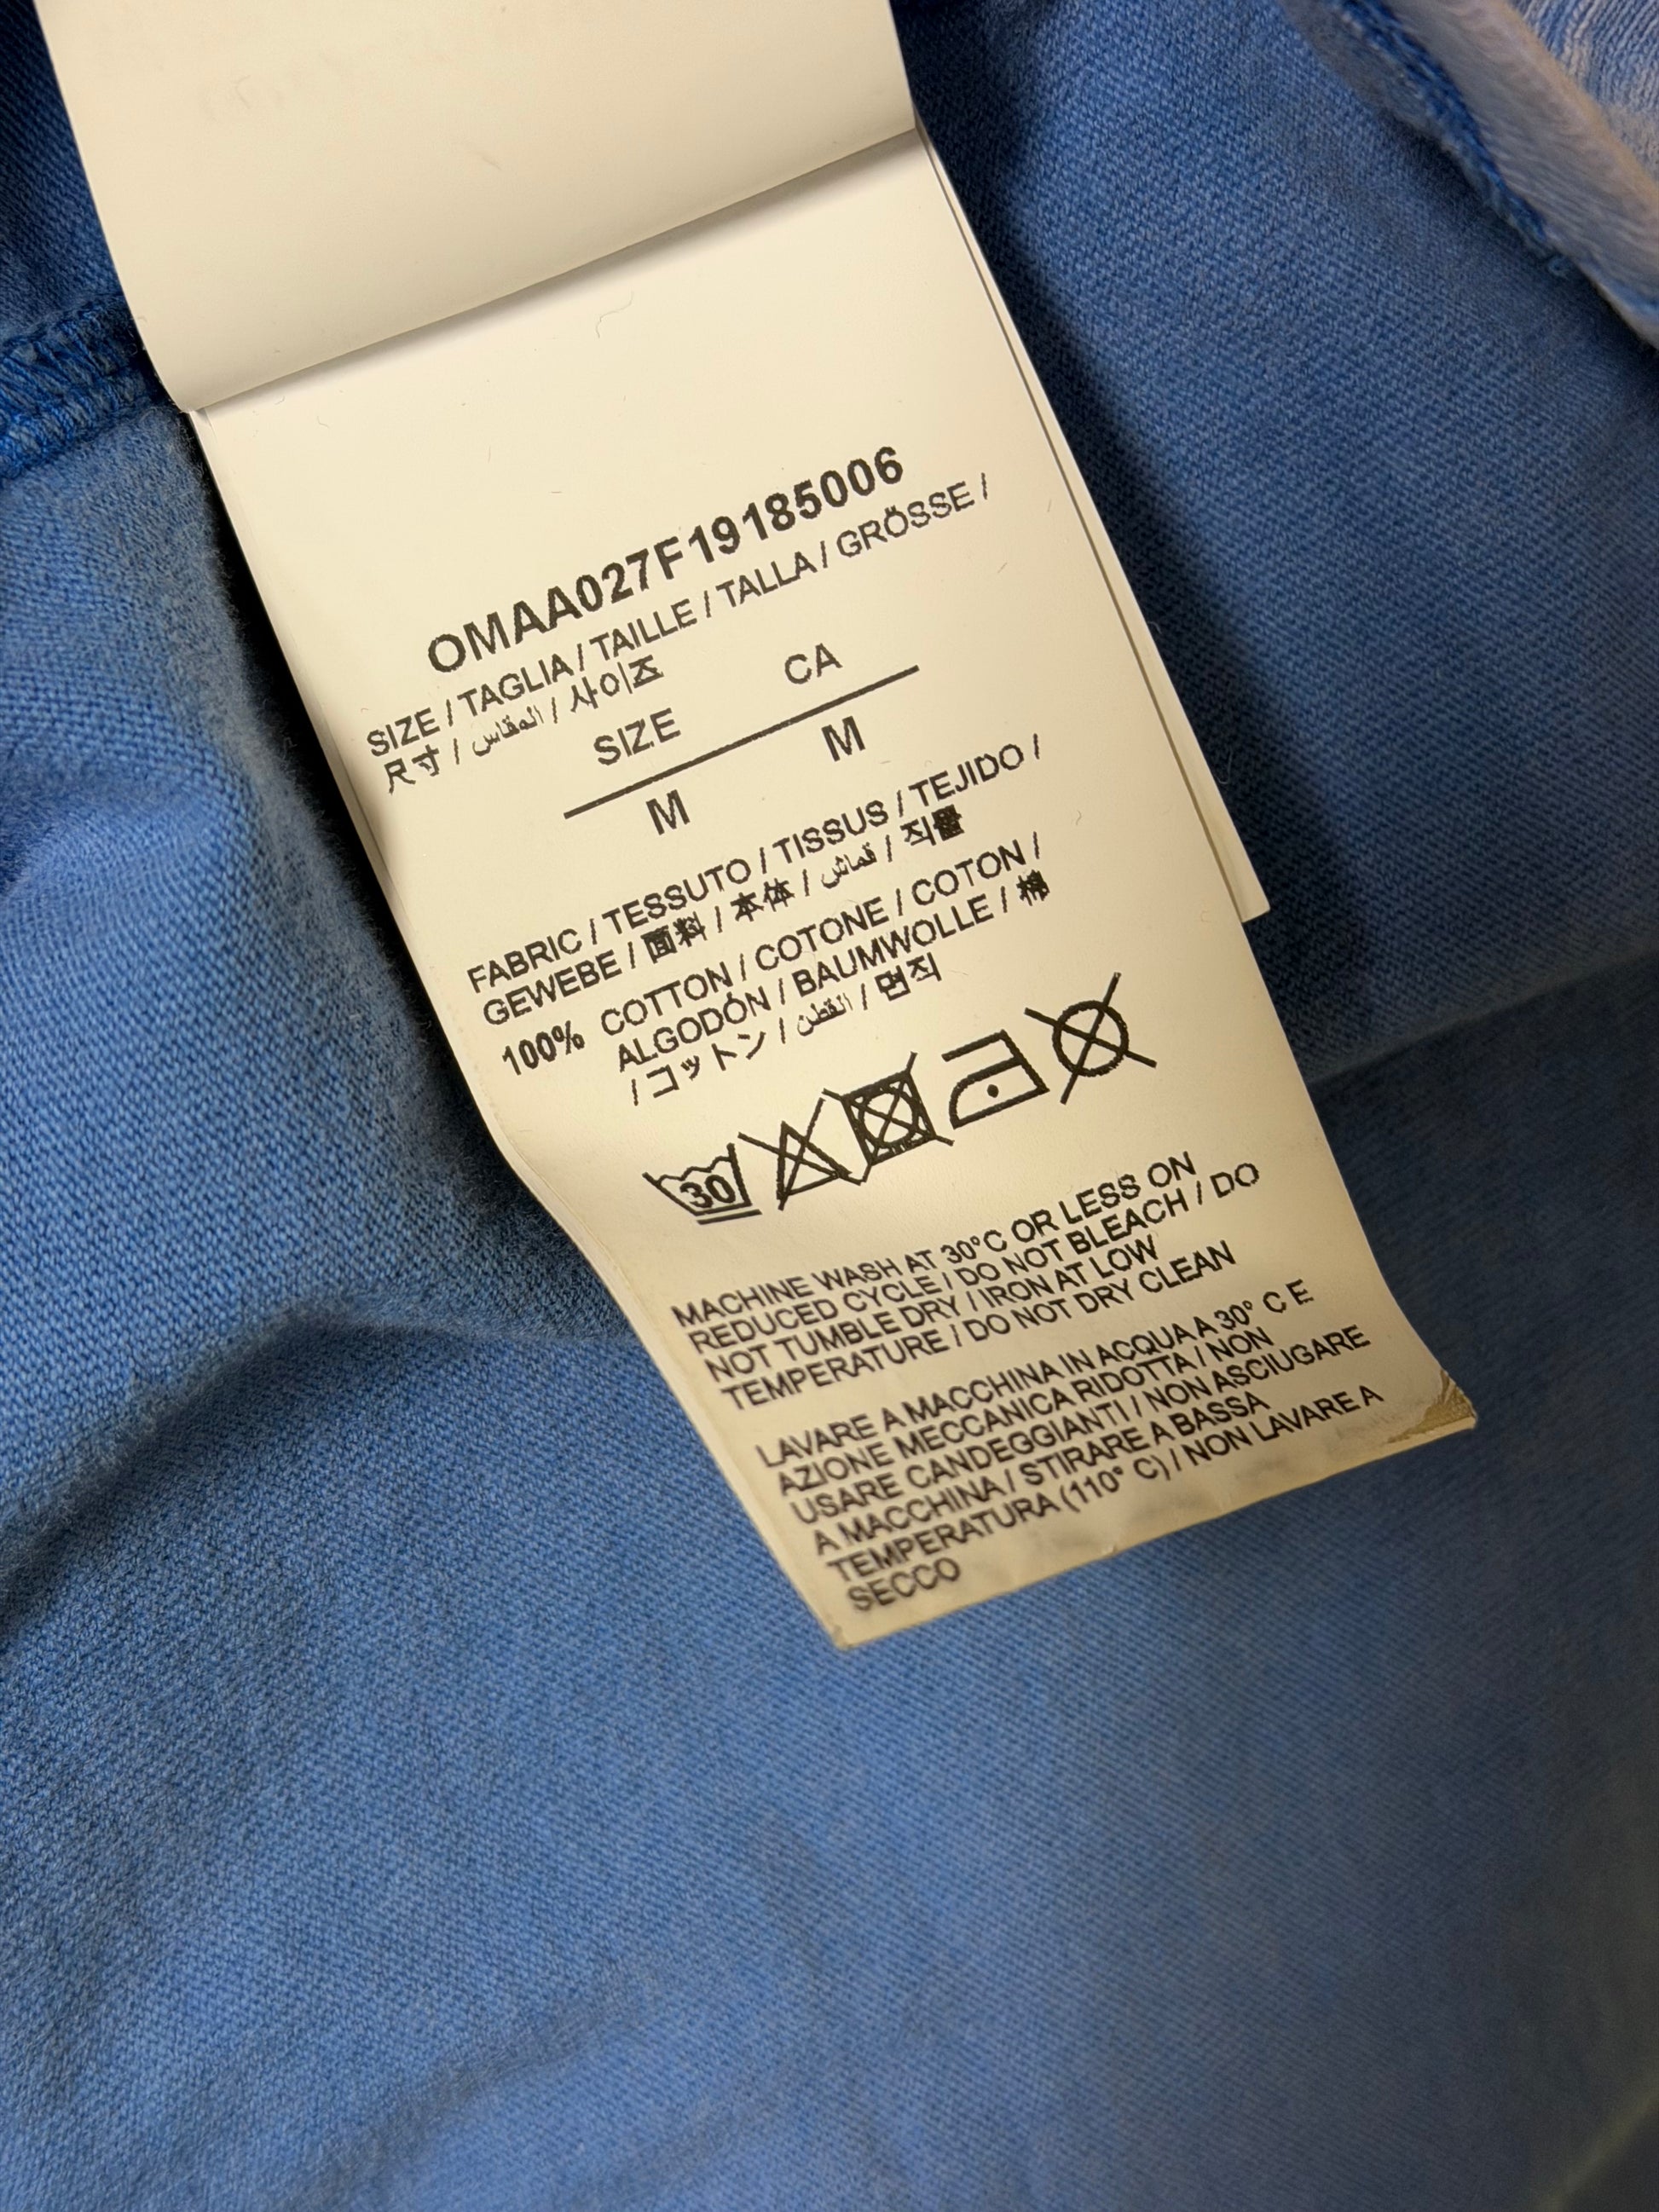 OMAA027F19185006
SIZE / TAGLIA / TAILLE / TALLA / GRÖSSE /
尺寸 / المقاس / 사이즈
SIZE CA
M M
FABRIC / TESSUTO / TISSUS / TEJIDO /
GEWEBE / 面料 / 本体 / قماش / 직물
100% COTTON / COTONE / COTON /
ALGODÓN / BAUMWOLLE / 棉
/ コットン / القطن / 면직
30
MACHINE WASH AT 30°C OR LESS ON
REDUCED CYCLE / DO NOT BLEACH / DO
NOT TUMBLE DRY / IRON AT LOW
TEMPERATURE / DO NOT DRY CLEAN
LAVARE A MACCHINA IN ACQUA A 30° C E
AZIONE MECCANICA RIDOTTA / NON
USARE CANDEGGIANTI / NON ASCIUGARE
A MACCHINA / STIRARE A BASSA
TEMPERATURA (110° C) / NON LAVARE A
SECCO